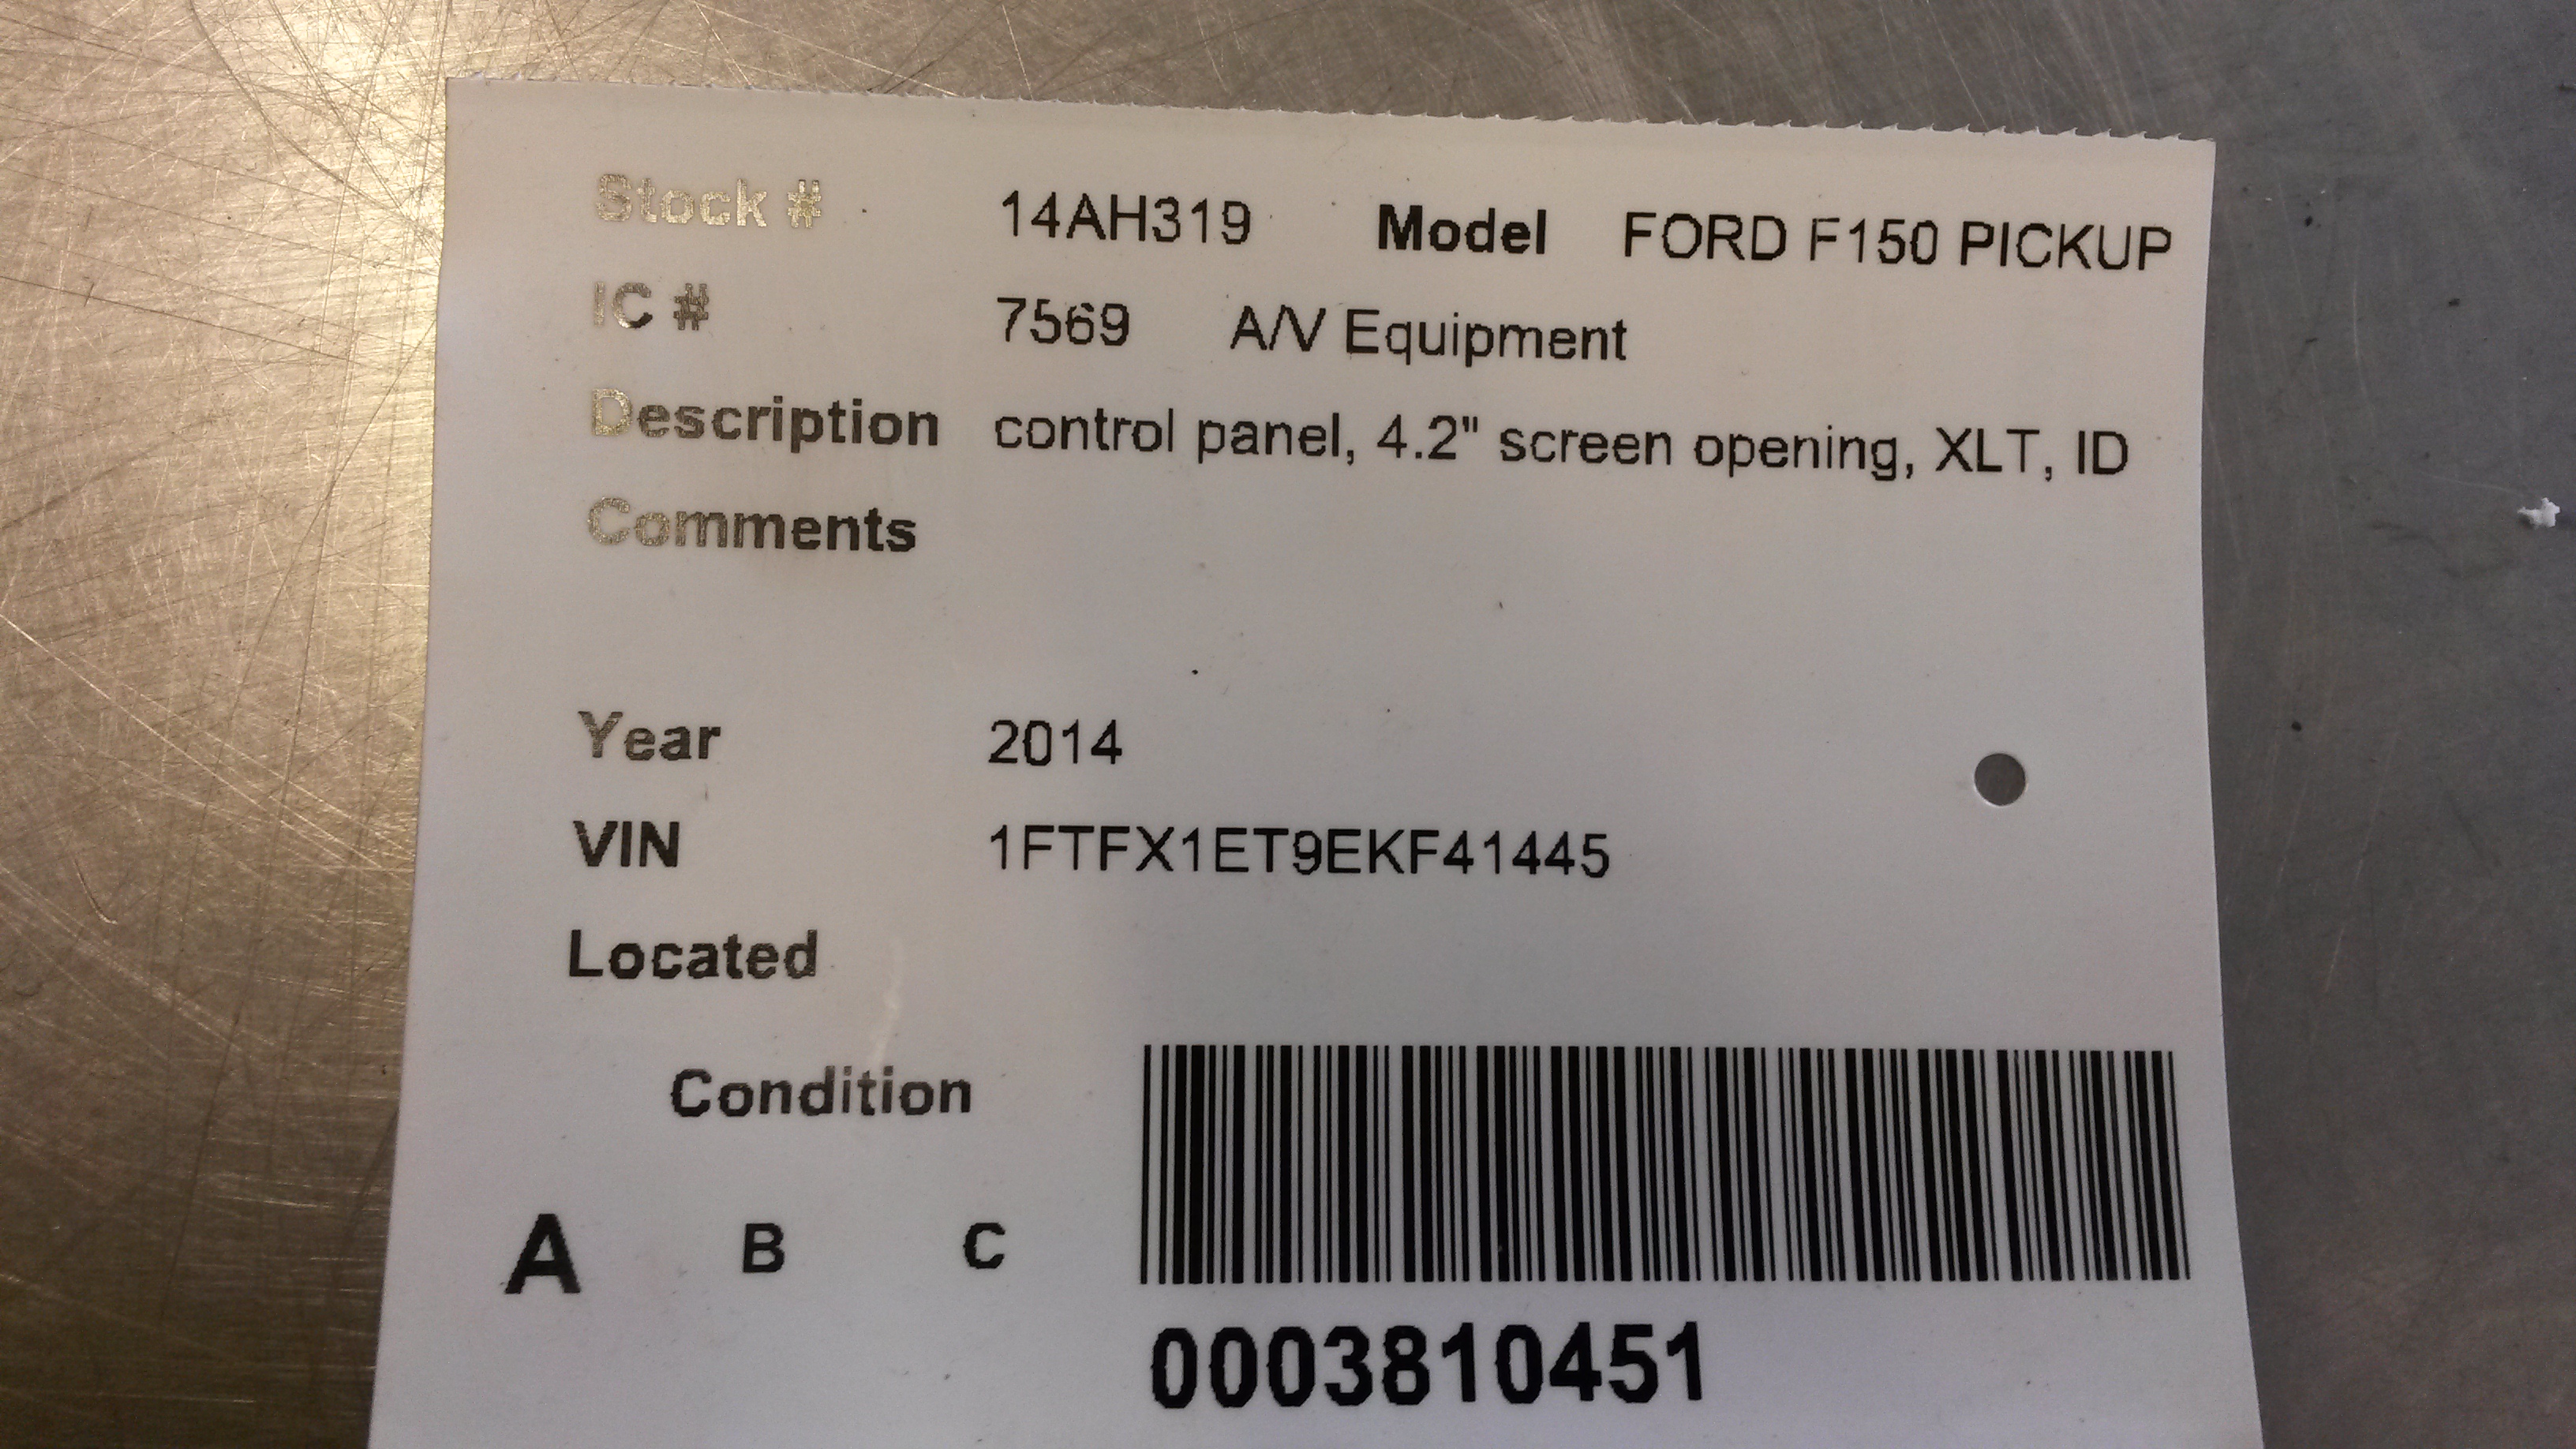 Stock # 14AH319 Model FORD F150 PICKUP
IC # 7569 A/V Equipment
Description control panel, 4.2" screen opening, XLT, ID
Comments
Year 2014
VIN 1FTFX1ET9EKF41445
Located
Condition
A B C
0003810451